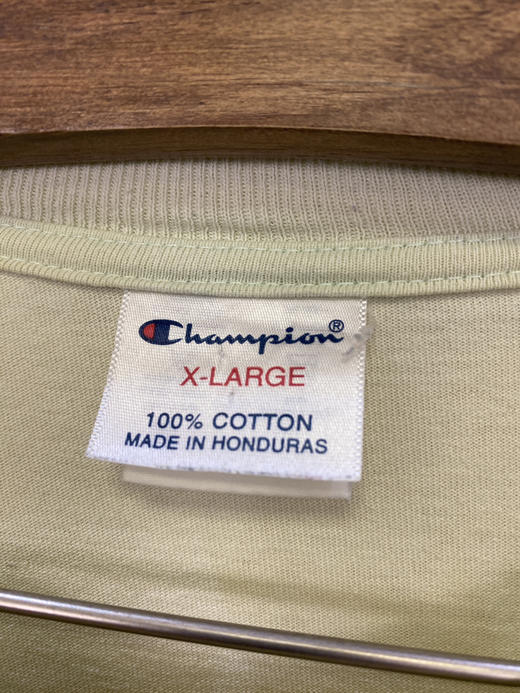 Champion®
X-LARGE
100% COTTON
MADE IN HONDURAS